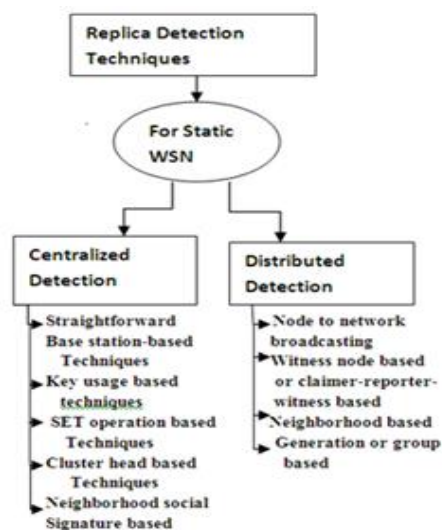 Replica Detection
Techniques
For Static
WSN
Centralized
Detection
Straightforward
Base station-based
Techniques
Key usage based
techniques
SET operation based
Techniques
Cluster head based
Techniques
Neighborhood social
Signature based
Distributed
Detection
Node to network
broadcasting
Witness node based
or claimer-reporter-
witness based
Neighborhood based
Generation or group
based